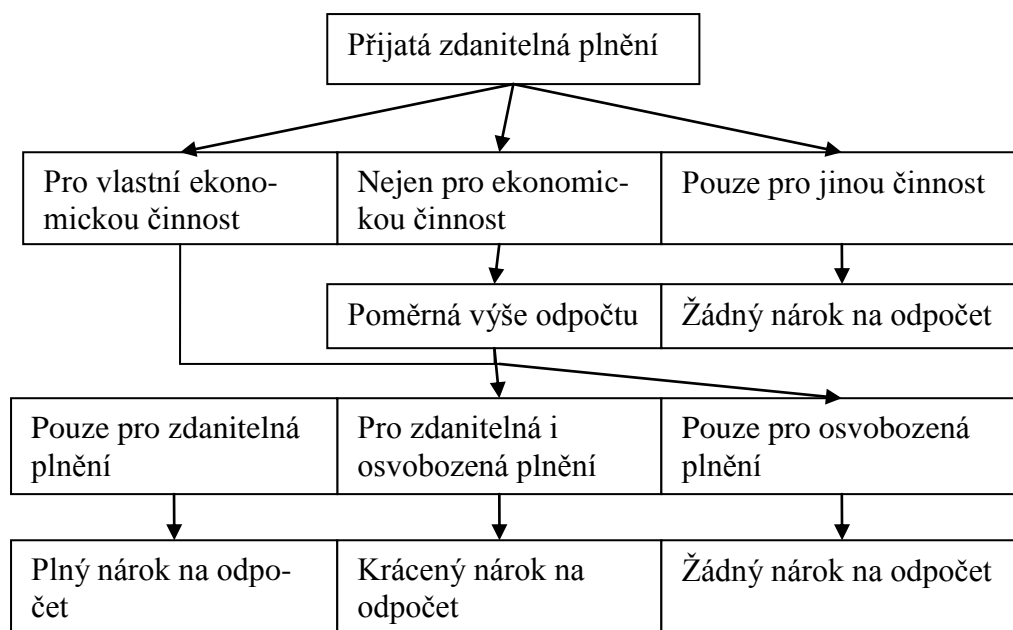 Přijatá zdanitelná plnění
Pro vlastní ekono-
mickou činnost
Nejen pro ekonomic-
kou činnost
Pouze pro jinou činnost
Poměrná výše odpočtu
Žádný nárok na odpočet
Pouze pro zdanitelná
plnění
Pro zdanitelná i
osvobozená plnění
Pouze pro osvobozená
plnění
Plný nárok na odpo-
čet
Krácený nárok na
odpočet
Žádný nárok na odpočet